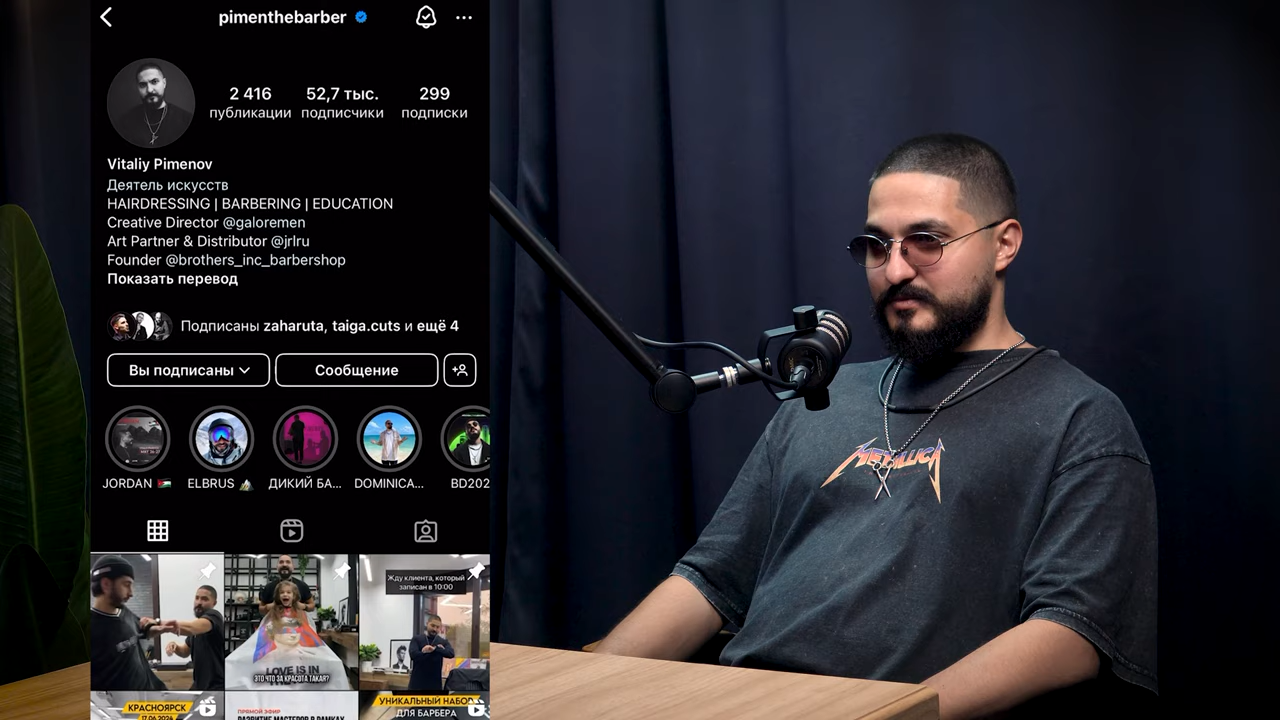 pimenthebarber
2 416
52,7 тыс.
299
публикации
подписчики
подписки
Vitaliy Pimenov
Деятель искусств
HAIRDRESSING | BARBERING | EDUCATION
Creative Director @galoremen
Art Partner & Distributor @jrlru
Founder @brothers_inc_barbershop
Показать перевод
Подписаны zaharuta, taiga.cuts и ещё 4
Вы подписаны
Сообщение
JORDAN
ELBRUS
ДИКИЙ БА...
DOMINICA...
BD202
METALLICA
Жду клиента, который
записан в 10:00
LOVE IS IN
ЭТО ЧТО ЗА КРАСОТА ТАКАЯ?
КРАСНОЯРСК
17.06.2024
ПРЯМОЙ ЭФИР
РАЗВИТИЕ МАСТЕРОВ В РАМКАХ
УНИКАЛЬНЫЙ НАБОР
ДЛЯ БАРБЕРА